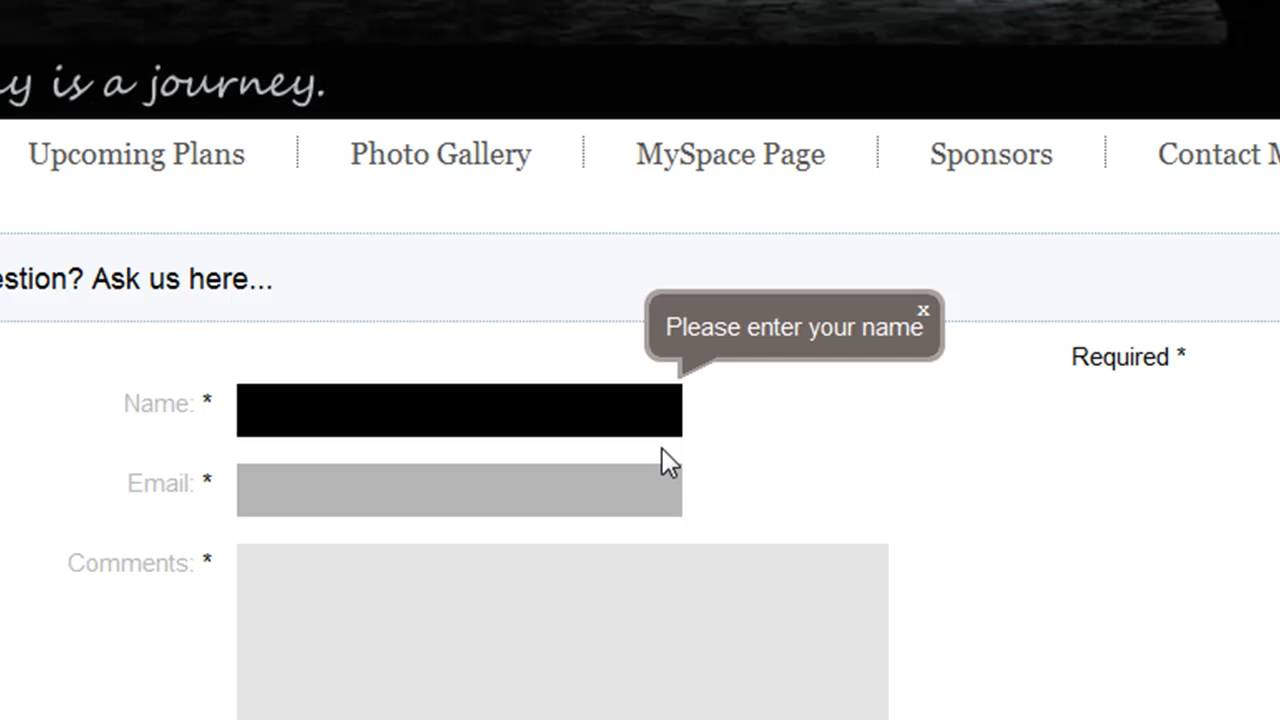 is a journey.
Upcoming Plans
Photo Gallery
MySpace Page
Sponsors
Contact
estion? Ask us here...
x
Please enter your name
Required *
Name: *
Email: *
Comments: *